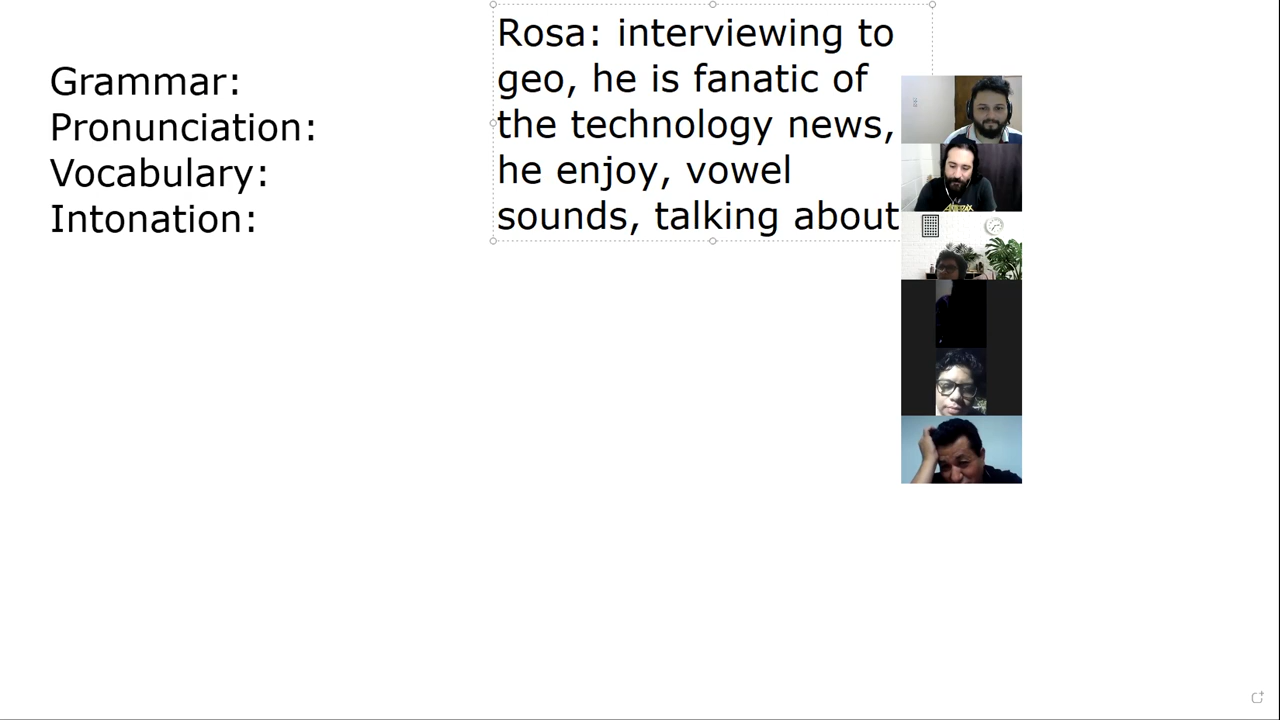 Grammar:
Pronunciation:
Vocabulary:
Intonation:
Rosa: interviewing to
geo, he is fanatic of
the technology news,
he enjoy, vowel
sounds, talking about